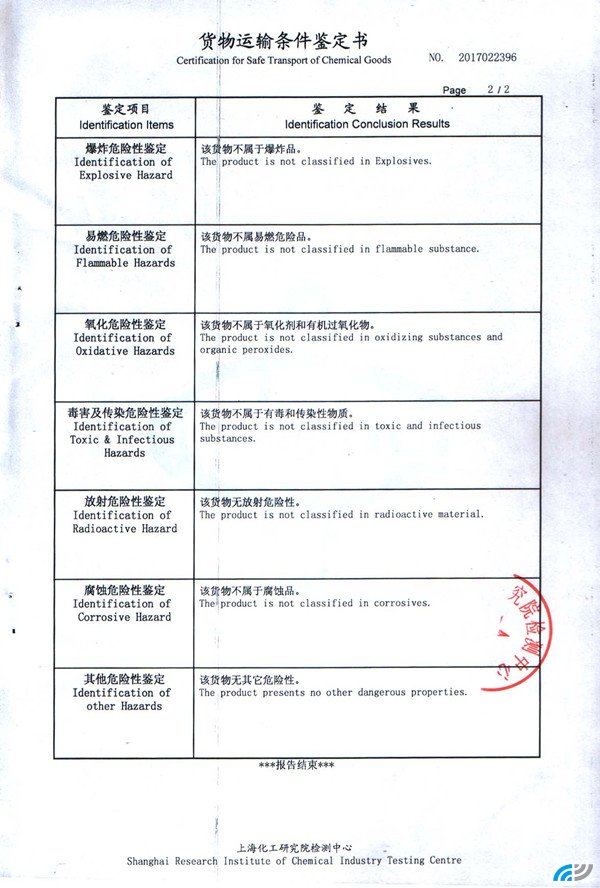 货物运输条件鉴定书
Certification for Safe Transport of Chemical Goods
NO. 2017022396
Page 2 / 2
鉴定项目
Identification Items
鉴 定 结 果
Identification Conclusion Results
爆炸危险性鉴定
Identification of
Explosive Hazard
该货物不属于爆炸品。
The product is not classified in Explosives.
易燃危险性鉴定
Identification of
Flammable Hazards
该货物不属易燃危险品。
The product is not classified in flammable substance.
氧化危险性鉴定
Identification of
Oxidative Hazards
该货物不属于氧化剂和有机过氧化物。
The product is not classified in oxidizing substances and
organic peroxides.
毒害及传染危险性鉴定
Identification of
Toxic & Infectious
Hazards
该货物不属于有毒和传染性物质。
The product is not classified in toxic and infectious
substances.
放射危险性鉴定
Identification of
Radioactive Hazard
该货物无放射危险性。
The product is not classified in radioactive material.
腐蚀危险性鉴定
Identification of
Corrosive Hazard
该货物不属于腐蚀品。
The product is not classified in corrosives.
究院检测中心
其他危险性鉴定
Identification of
other Hazards
该货物无其它危险性。
The product presents no other dangerous properties.
***报告结束***
上海化工研究院检测中心
Shanghai Research Institute of Chemical Industry Testing Centre